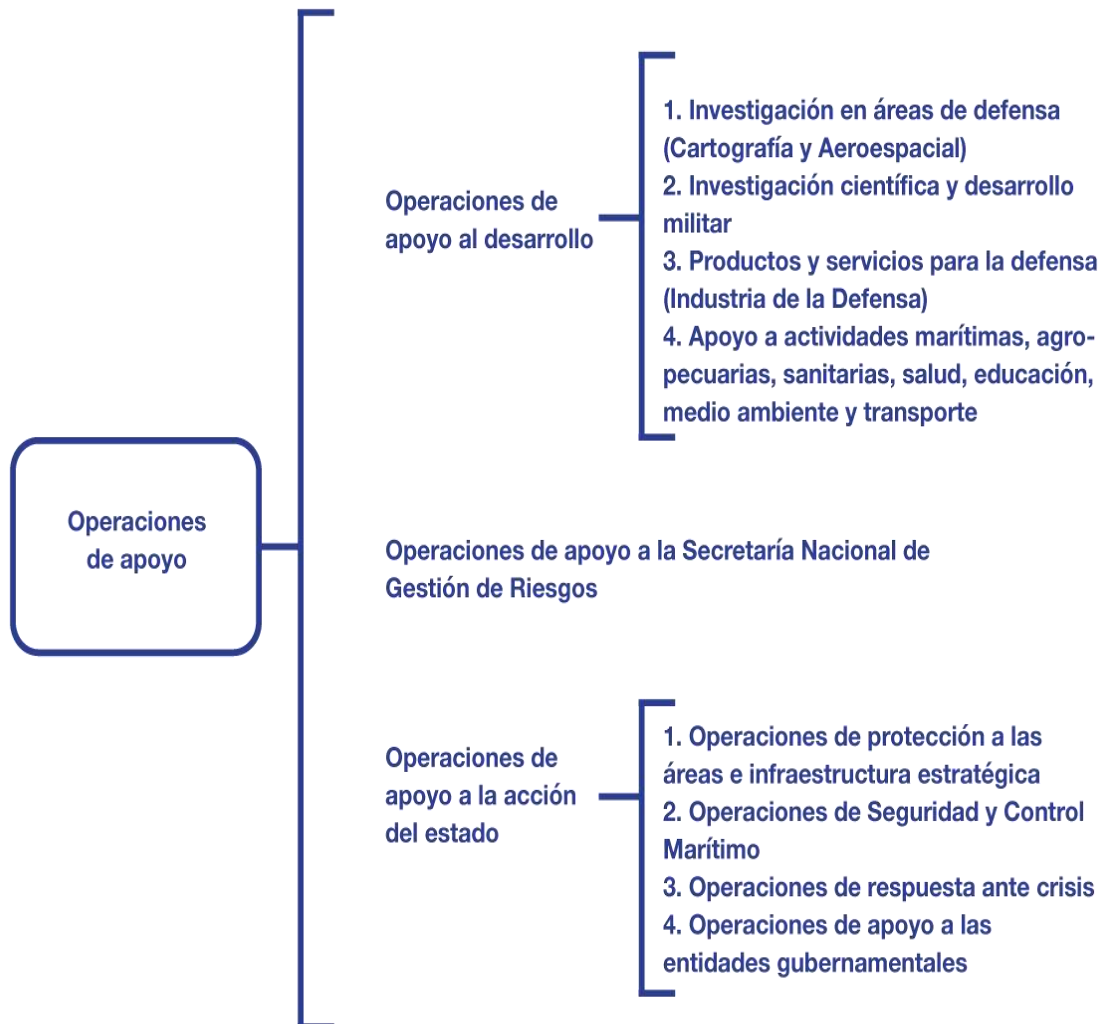 1. Investigación en áreas de defensa
(Cartografía y Aeroespacial)
2. Investigación científica y desarrollo
militar
3. Productos y servicios para la defensa
(Industria de la Defensa)
4. Apoyo a actividades marítimas, agro-
pecuarias, sanitarias, salud, educación,
medio ambiente y transporte
Operaciones de
apoyo al desarrollo
Operaciones
de apoyo
Operaciones de apoyo a la Secretaría Nacional de
Gestión de Riesgos
Operaciones de
apoyo a la acción
del estado
1. Operaciones de protección a las
áreas e infraestructura estratégica
2. Operaciones de Seguridad y Control
Marítimo
3. Operaciones de respuesta ante crisis
4. Operaciones de apoyo a las
entidades gubernamentales